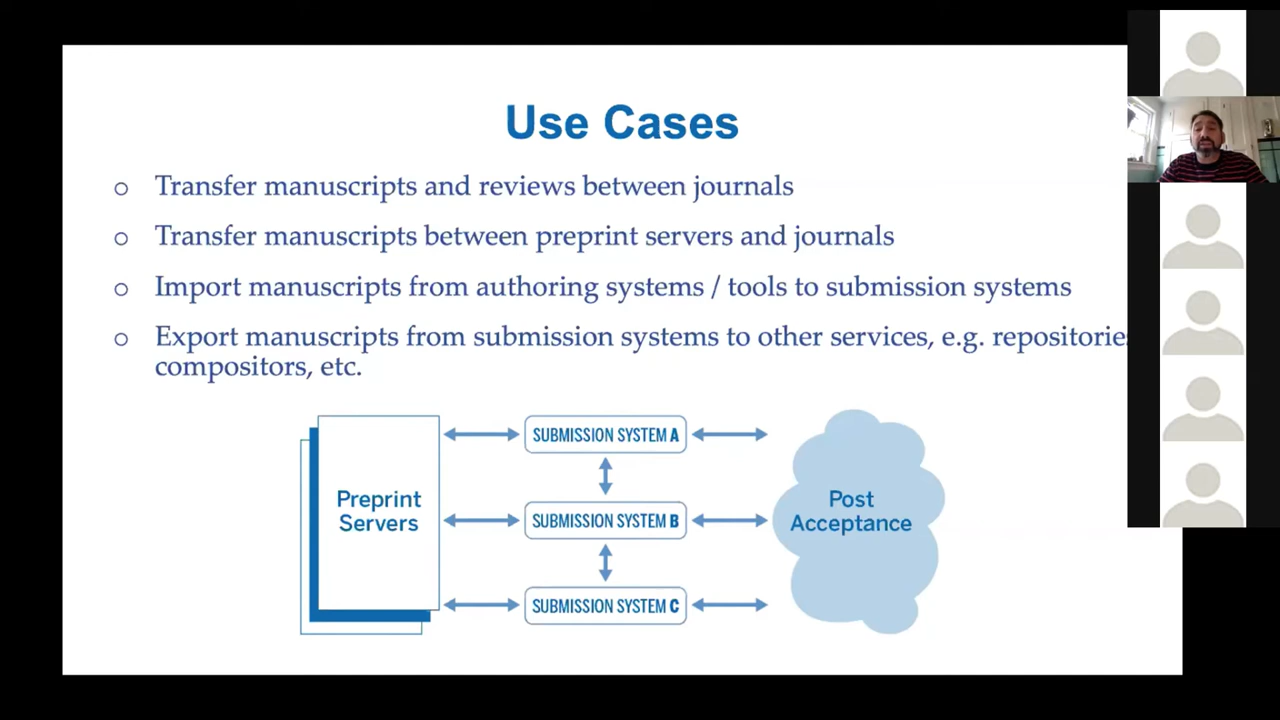 Use Cases
o Transfer manuscripts and reviews between journals
o Transfer manuscripts between preprint servers and journals
o Import manuscripts from authoring systems / tools to submission systems
o Export manuscripts from submission systems to other services, e.g. repositories
compositors, etc.
Preprint
Servers
SUBMISSION SYSTEM A
SUBMISSION SYSTEM B
SUBMISSION SYSTEM C
Post
Acceptance